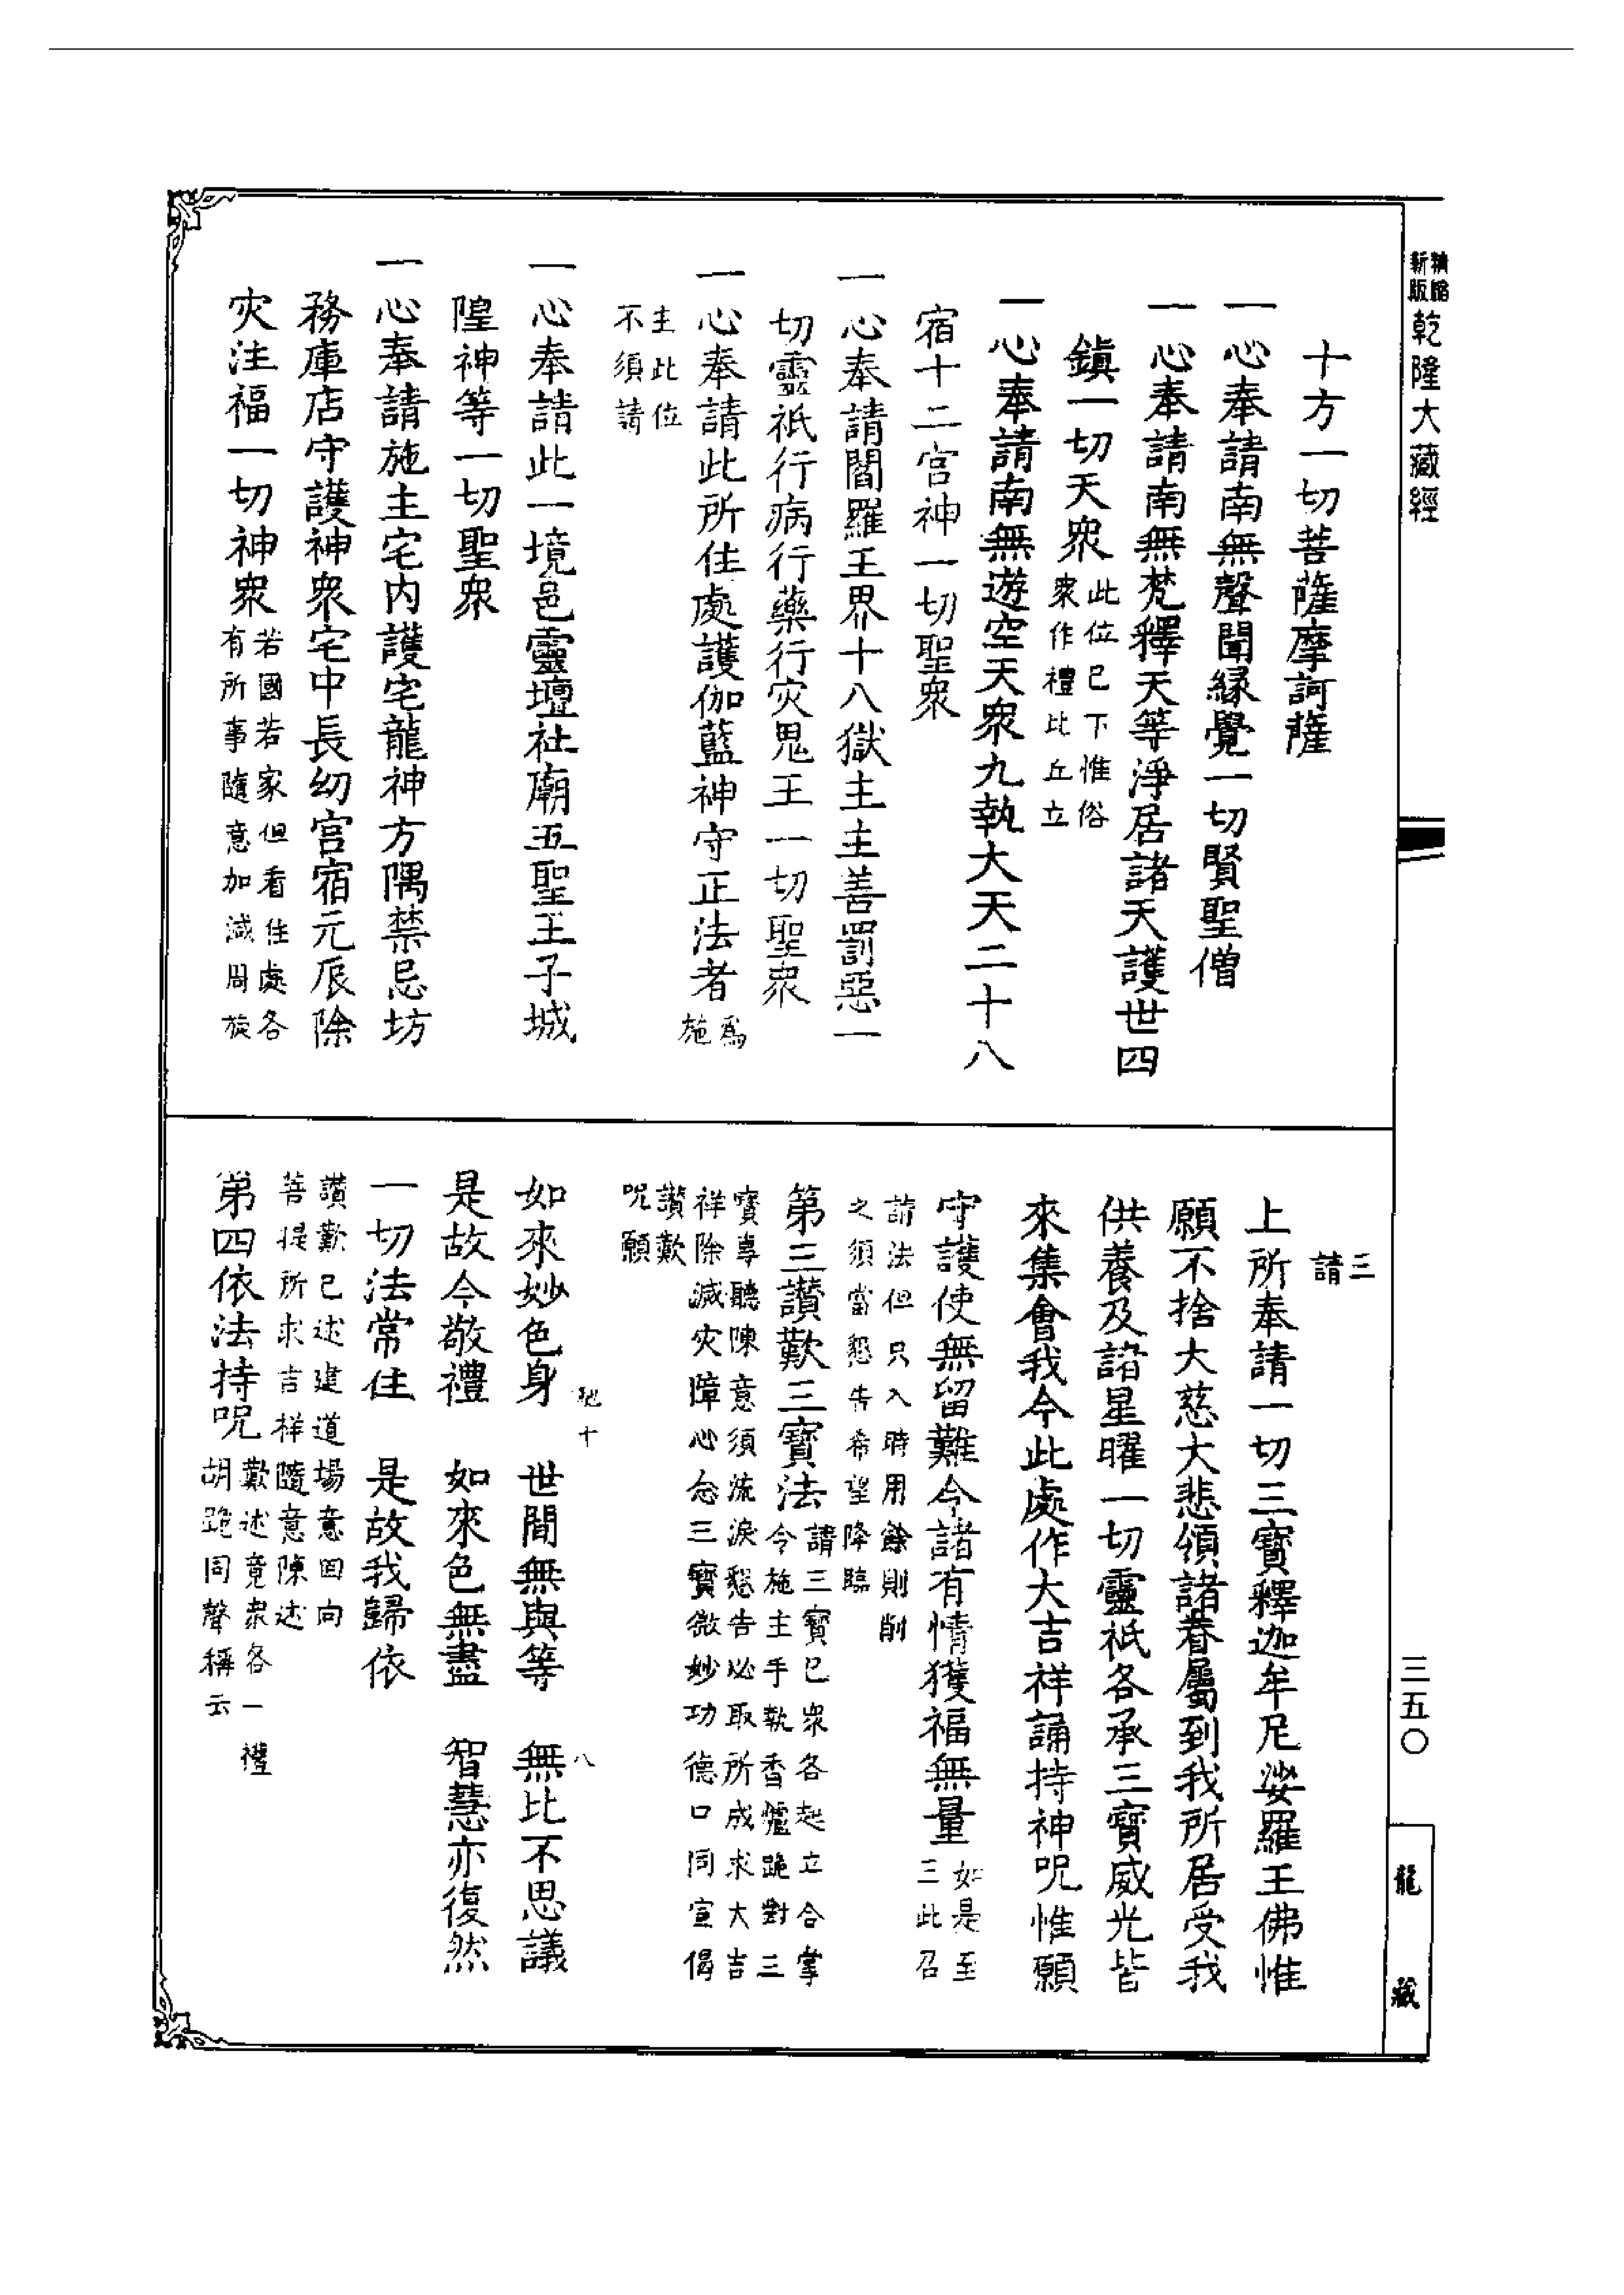 精縮
新版
乾隆大藏經
十方一切菩薩摩訶薩
一心奉請南無聲聞緣覺一切賢聖僧
一心奉請南無梵釋天等淨居諸天護世四
鎮一切天衆
此位已下惟俗
衆作禮比丘立
一心奉請南無遊空天衆九執大天二十八
宿十二宮神一切聖衆
一心奉請閻羅王界十八獄主主善罰惡一
切靈祇行病行藥行灾鬼王一切聖衆
一心奉請此所住處護伽藍神守正法者
爲
施
主此位
不須請
一心奉請此一境邑靈壇社廟五聖王子城
隍神等一切聖衆
一心奉請施主宅內護宅龍神方隅禁忌坊
務庫店守護神衆宅中長幼宮宿元辰除
灾注福一切神衆
若國若家但看住處各
有所事隨意加減周旋
三
請
上所奉請一切三寶釋迦牟尼娑羅王佛惟
願不捨大慈大悲領諸眷屬到我所居受我
供養及諸星曜一切靈祇各承三寶威光皆
來集會我今此處作大吉祥誦持神呪惟願
守護使無留難令諸有情獲福無量
如是至
三此召
請法但只入時用餘則削
之須當懇告希望降臨
第三讚歎三寶法
請三寶已衆各起立合掌
令施主手執香爐跪對三
寶專聽陳意須流淚懇告必取所成求大吉
祥除滅灾障心念三寶微妙功德口同宣偈
讚歎
呪願
如來妙色身　世間無與等　無比不思議
馳十
八
是故今敬禮　如來色無盡　智慧亦復然
一切法常住　是故我歸依
讚歎已述建道場意回向
菩提所求吉祥隨意陳述
第四依法持呪
歎述竟衆各一禮
胡跪同聲稱云
三五〇
龍藏